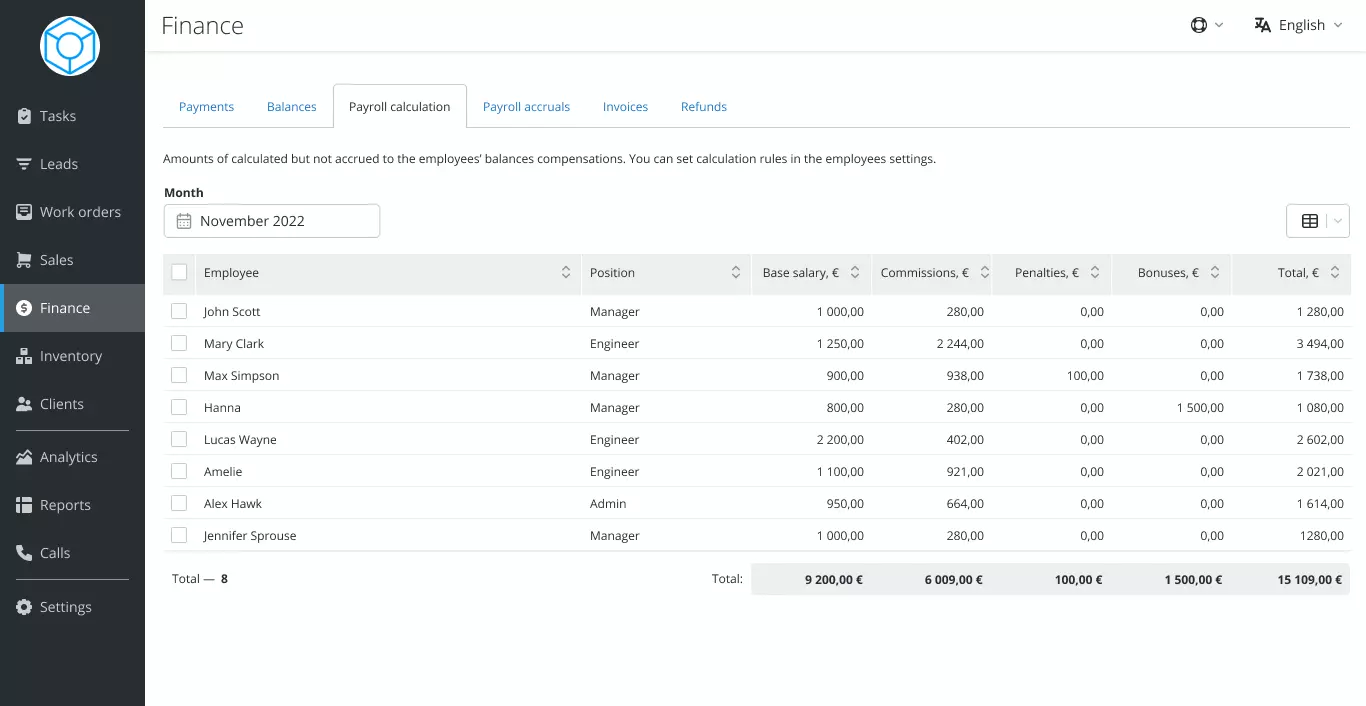 Finance
English
Tasks
Leads
Work orders
Sales
Finance
Inventory
Clients
Analytics
Reports
Calls
Settings
Payments Balances Payroll calculation Payroll accruals Invoices Refunds
Amounts of calculated but not accrued to the employees' balances compensations. You can set calculation rules in the employees settings.
Month
November 2022
Employee Position Base salary, € Commissions, € Penalties, € Bonuses, € Total, €
John Scott Manager 1 000,00 280,00 0,00 0,00 1 280,00
Mary Clark Engineer 1 250,00 2 244,00 0,00 0,00 3 494,00
Max Simpson Manager 900,00 938,00 100,00 0,00 1 738,00
Hanna Manager 800,00 280,00 0,00 1 500,00 1 080,00
Lucas Wayne Engineer 2 200,00 402,00 0,00 0,00 2 602,00
Amelie Engineer 1 100,00 921,00 0,00 0,00 2 021,00
Alex Hawk Admin 950,00 664,00 0,00 0,00 1 614,00
Jennifer Sprouse Manager 1 000,00 280,00 0,00 0,00 1280,00
Total — 8 Total: 9 200,00 € 6 009,00 € 100,00 € 1 500,00 € 15 109,00 €